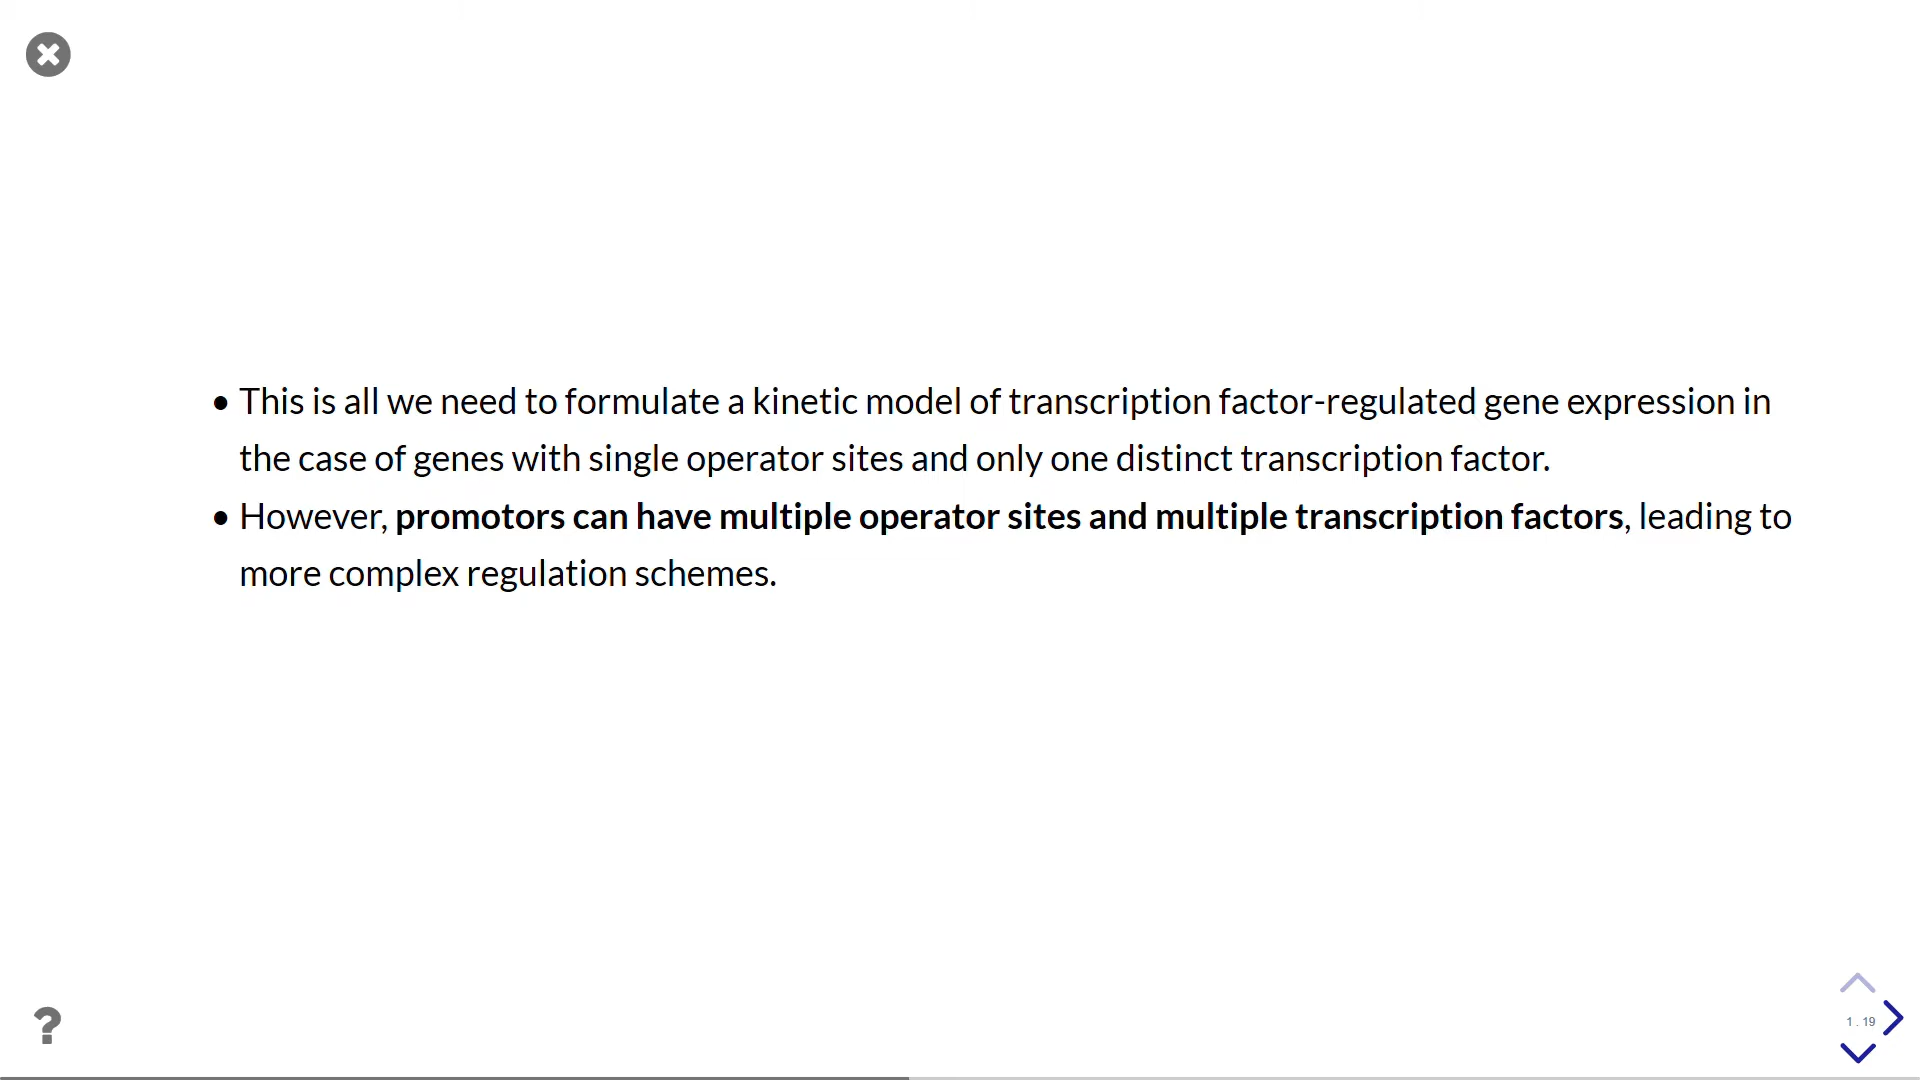 • This is all we need to formulate a kinetic model of transcription factor-regulated gene expression in
the case of genes with single operator sites and only one distinct transcription factor.
• However, promotors can have multiple operator sites and multiple transcription factors, leading to
more complex regulation schemes.
?
1 . 19